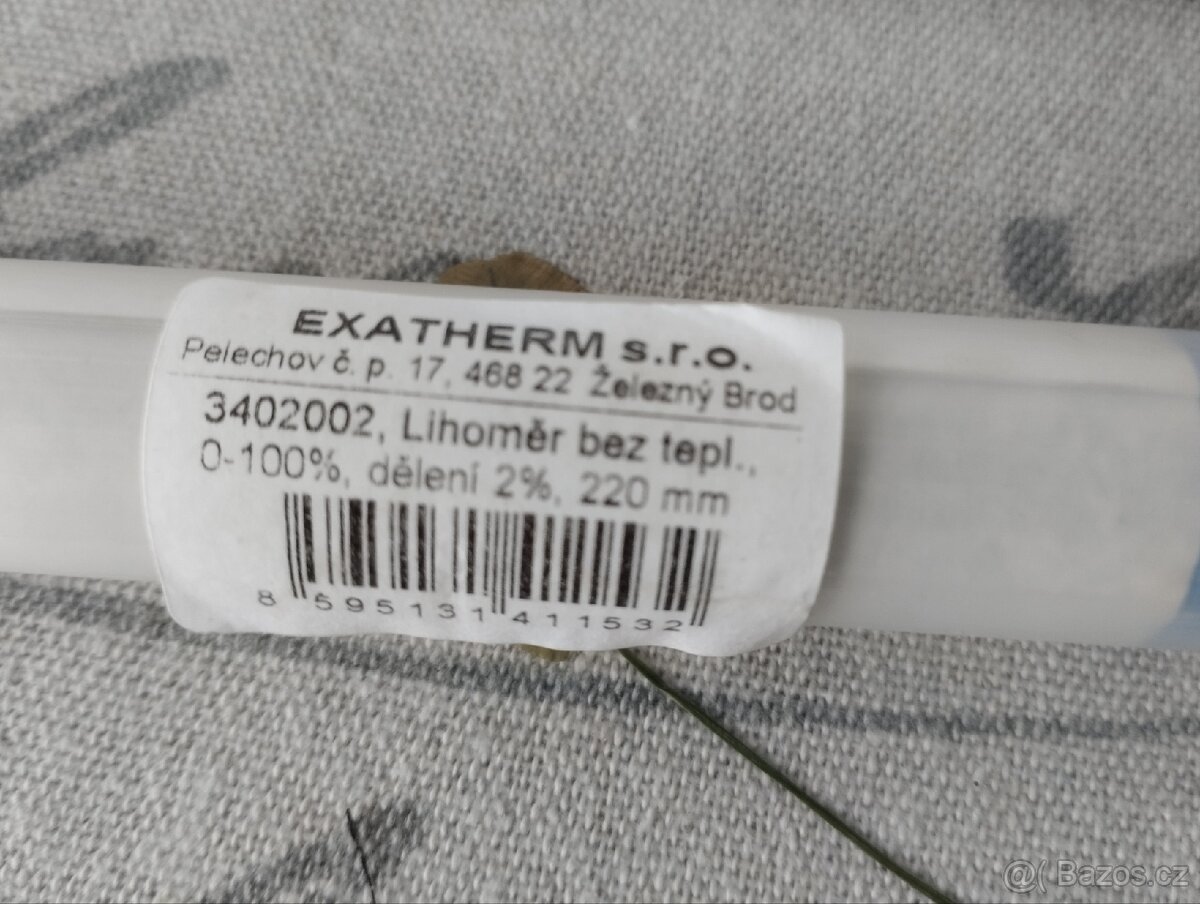 EXATHERM s.r.o.
Pelechov č. p. 17, 468 22 Železný Brod
3402002, Lihoměr bez tepl.,
0-100%, dělení 2%, 220 mm
8 595131 411532
@( Bazos.cz